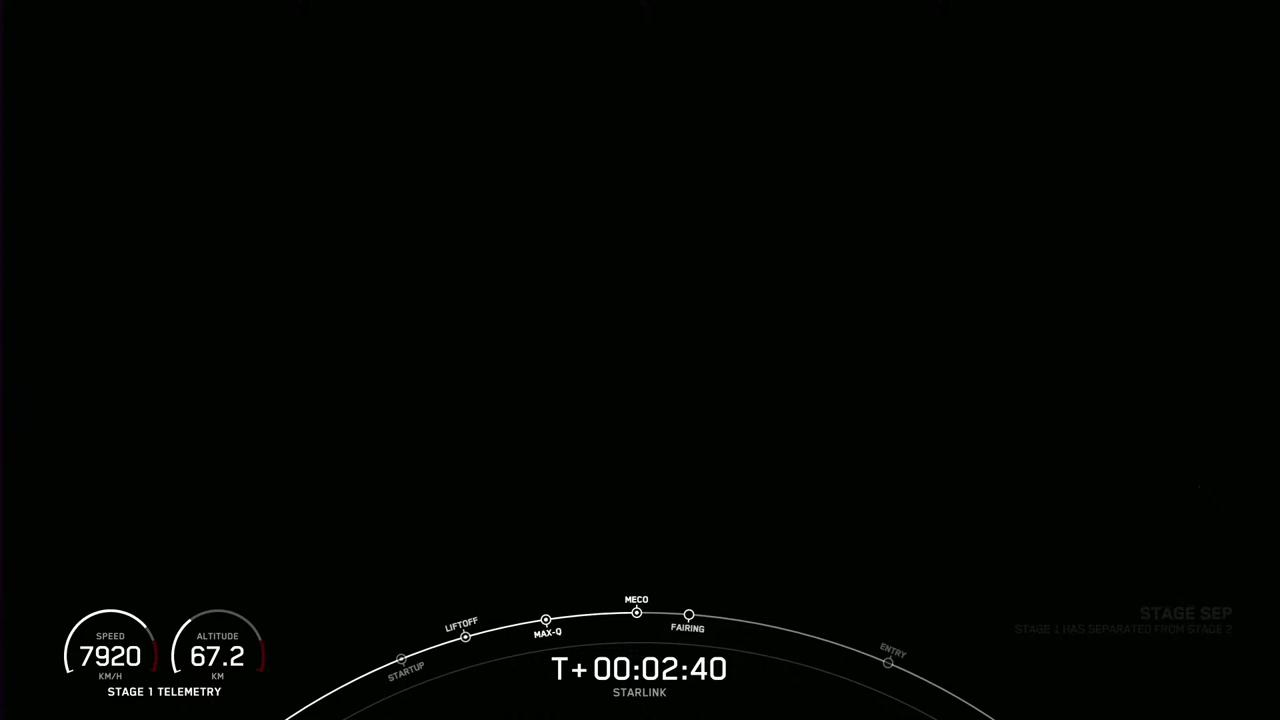 SPEED
7920
KM/H
ALTITUDE
67.2
KM
STAGE 1 TELEMETRY
STARTUP
LIFTOFF
MAX-Q
MECO
FAIRING
ENTRY
T+00:02:40
STARLINK
STAGE SEP
STAGE 1 HAS SEPARATED FROM STAGE 2